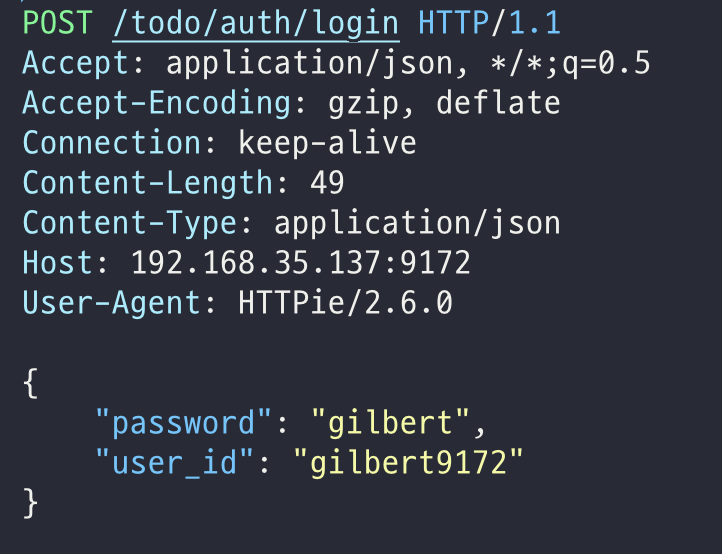 POST /todo/auth/login HTTP/1.1
Accept: application/json, */*;q=0.5
Accept-Encoding: gzip, deflate
Connection: keep-alive
Content-Length: 49
Content-Type: application/json
Host: 192.168.35.137:9172
User-Agent: HTTPie/2.6.0

{
    "password": "gilbert",
    "user_id": "gilbert9172"
}